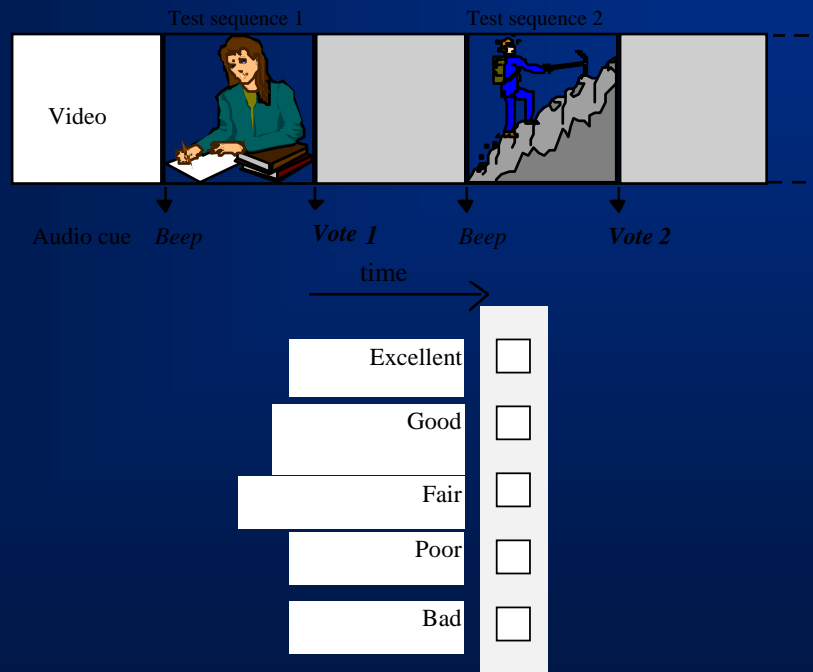 Test sequence 1 Test sequence 2
Video
Audio cue Beep Vote 1 Beep Vote 2
time
Excellent
Good
Fair
Poor
Bad